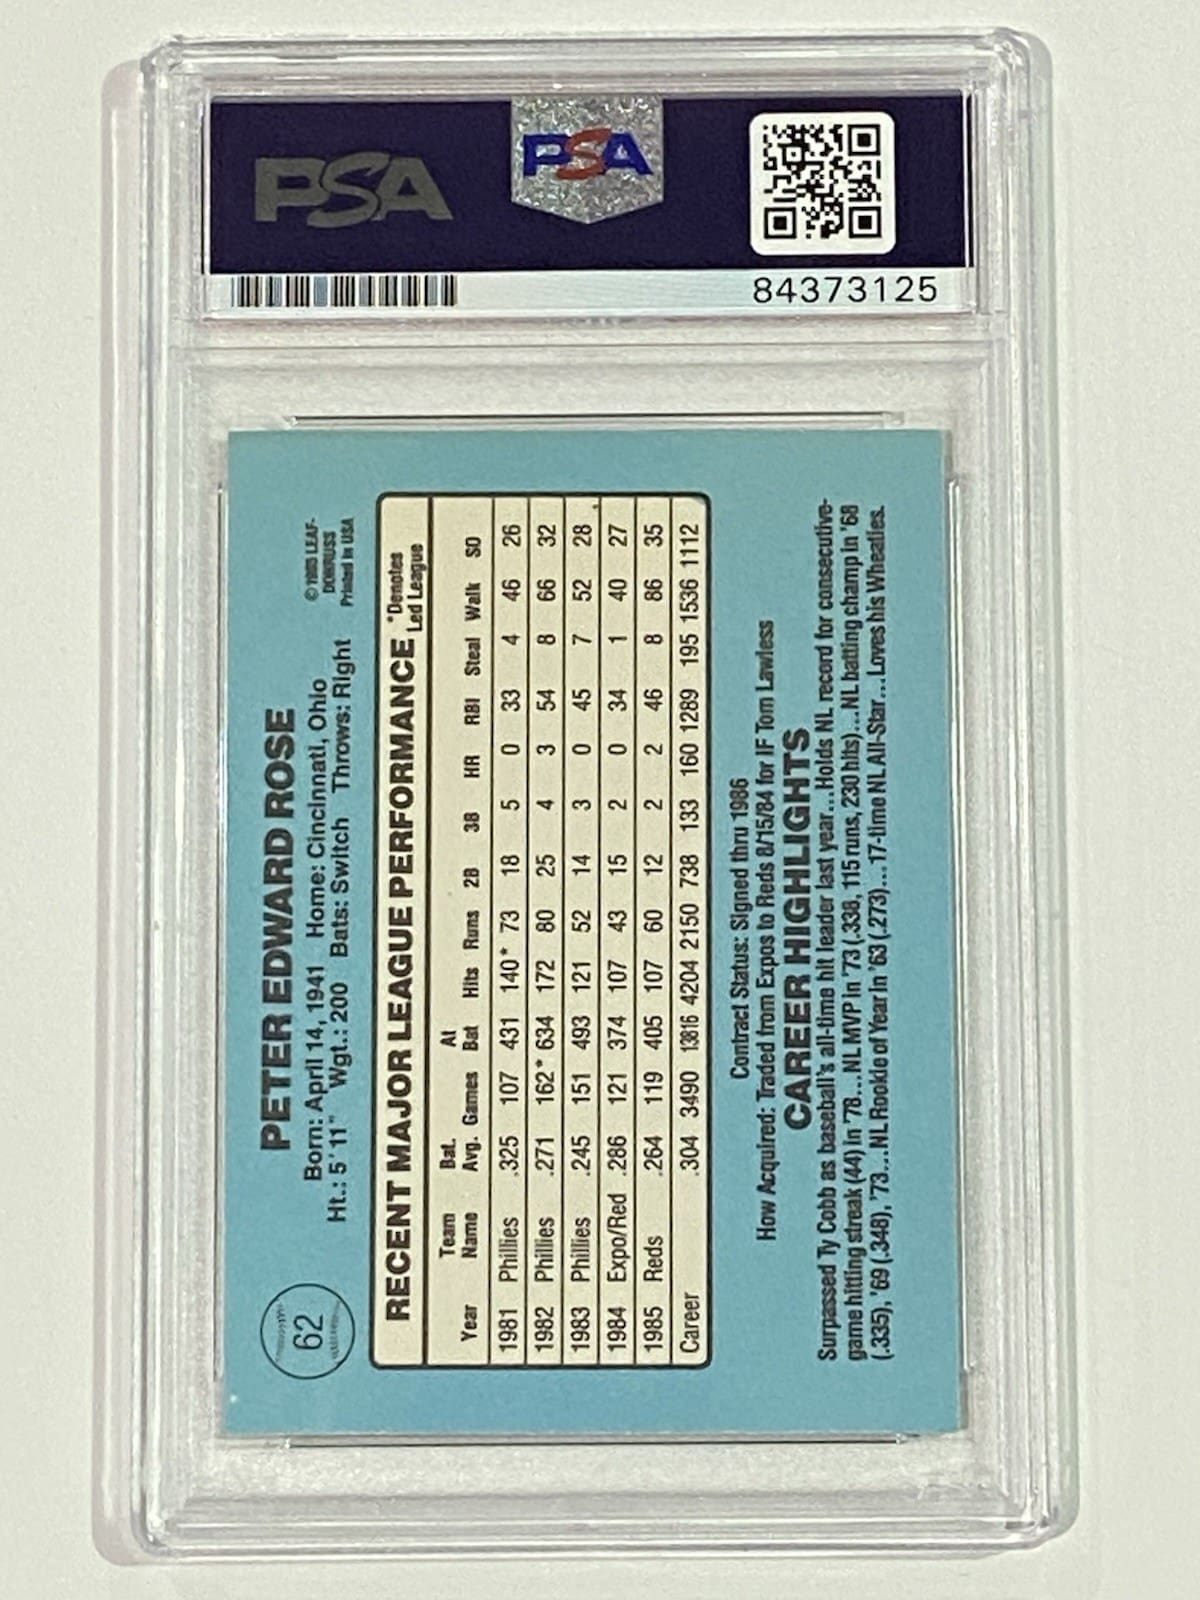 PSA
PSA
84373125
62
PETER EDWARD ROSE
Born: April 14, 1941 Home: Cincinnati, Ohio
Ht.: 5'11" Wgt.: 200 Bats: Switch Throws: Right
© 1985 LEAF-
DONRUSS
Printed in USA
RECENT MAJOR LEAGUE PERFORMANCE *Denotes
Led League
Year Team Name Bat. Avg. Games At Bat Hits Runs 2B 3B HR RBI Steal Walk SO
1981 Phillies .325 107 431 140* 73 18 5 0 33 4 46 26
1982 Phillies .271 162* 634 172 80 25 4 3 54 8 66 32
1983 Phillies .245 151 493 121 52 14 3 0 45 7 52 28
1984 Expo/Red .286 121 374 107 43 15 2 0 34 1 40 27
1985 Reds .264 119 405 107 60 12 2 2 46 8 86 35
Career .304 3490 13816 4204 2150 738 133 160 1289 195 1536 1112
Contract Status: Signed thru 1986
How Acquired: Traded from Expos to Reds 8/15/84 for IF Tom Lawless
CAREER HIGHLIGHTS
Surpassed Ty Cobb as baseball's all-time hit leader last year...Holds NL record for consecutive-
game hitting streak (44) in '78...NL MVP in '73 (.338, 115 runs, 230 hits)...NL batting champ in '68
(.335), '69 (.348), '73...NL Rookie of Year in '63 (.273)...17-time NL All-Star...Loves his Wheaties.